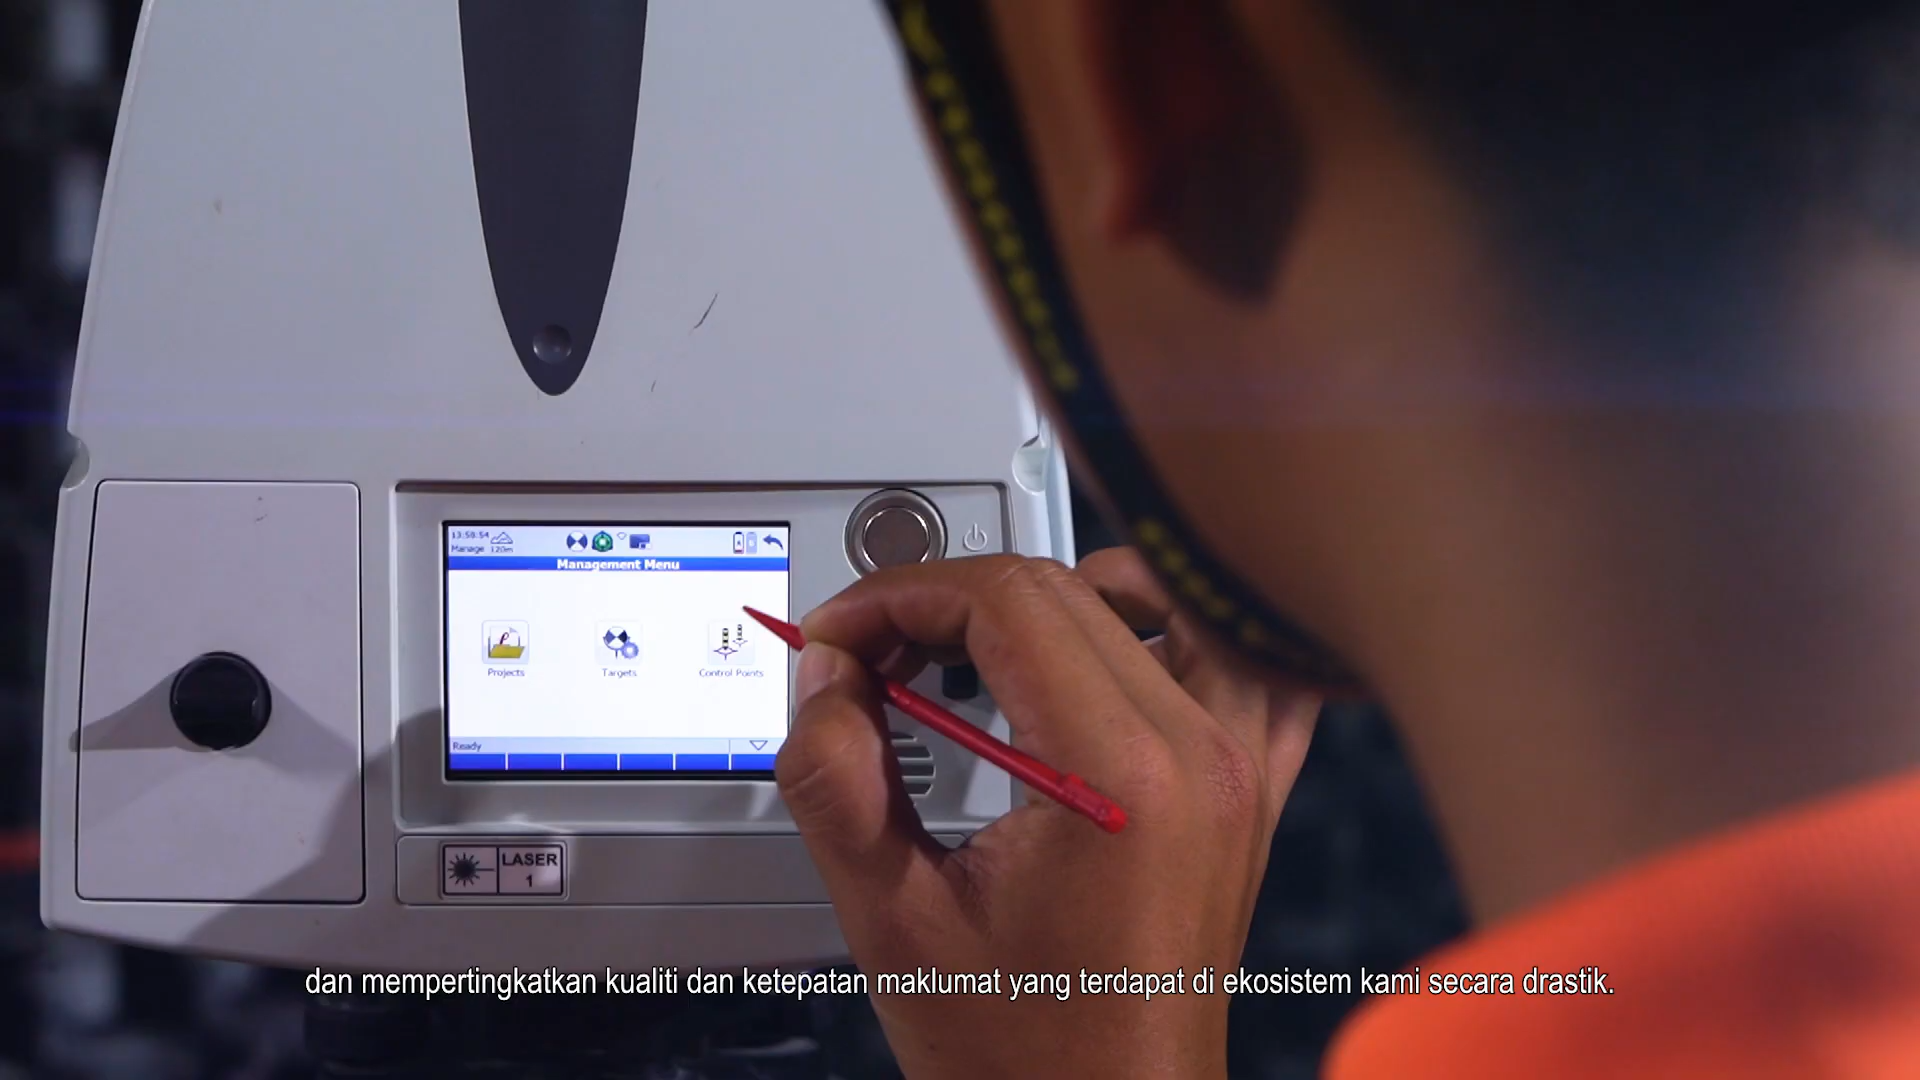 13:58:54
Manage 120m
Management Menu
Projects
Targets
Control Points
Ready
LASER
1
dan mempertingkatkan kualiti dan ketepatan maklumat yang terdapat di ekosistem kami secara drastik.